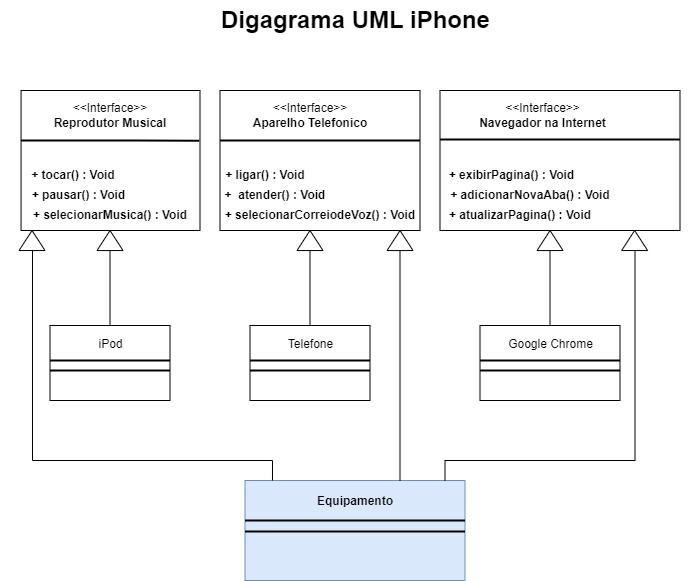 Digagrama UML iPhone
<<Interface>>
Reprodutor Musical
+ tocar() : Void
+ pausar() : Void
+ selecionarMusica() : Void
<<Interface>>
Aparelho Telefonico
+ ligar() : Void
+ atender() : Void
+ selecionarCorreiodeVoz() : Void
<<Interface>>
Navegador na Internet
+ exibirPagina() : Void
+ adicionarNovaAba() : Void
+ atualizarPagina() : Void
iPod
Telefone
Google Chrome
Equipamento